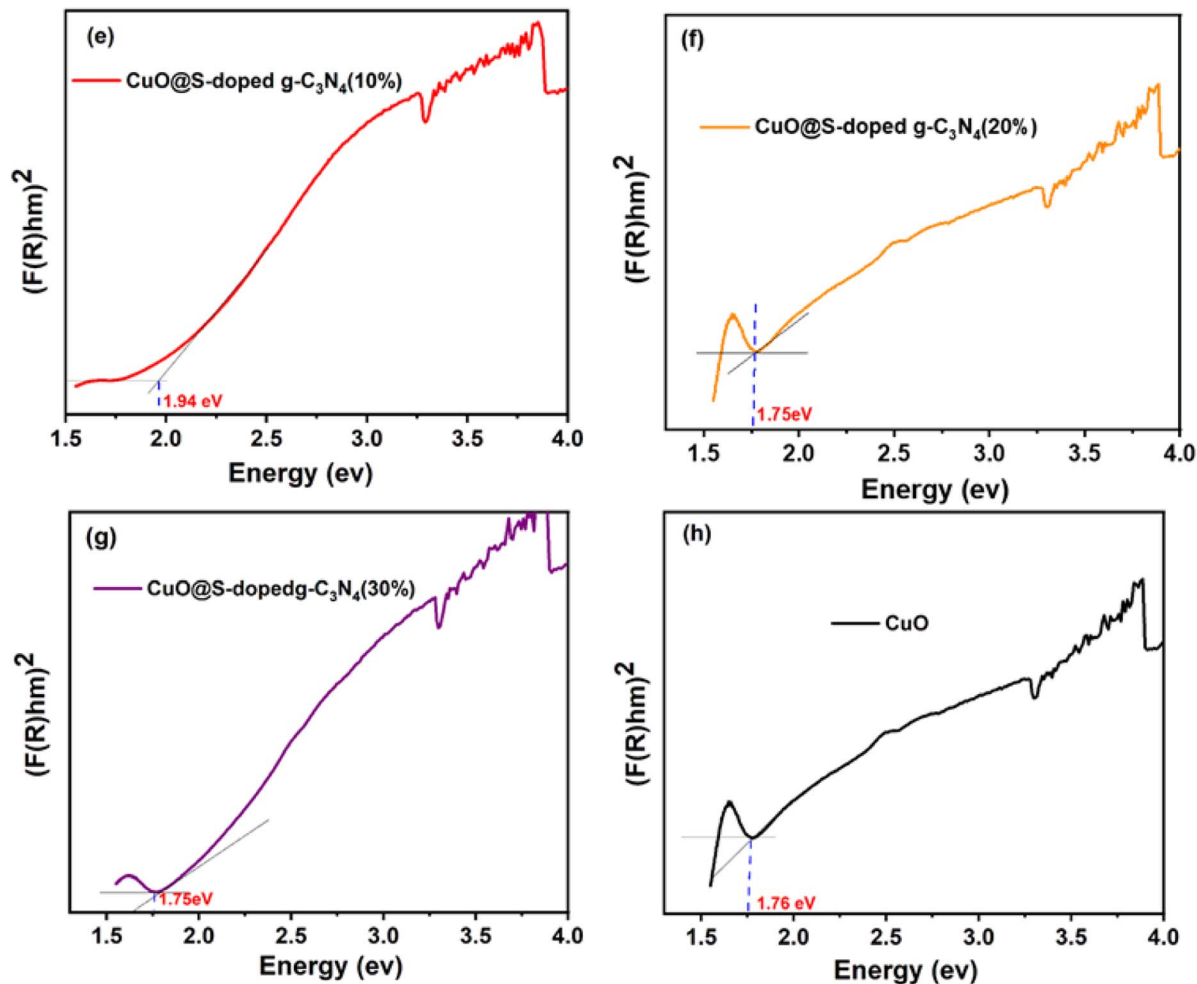 (e)
CuO@S-doped g-C₃N₄(10%)
(F(R)hm)²
1.94 eV
1.5 2.0 2.5 3.0 3.5 4.0
Energy (ev)
(f)
CuO@S-doped g-C₃N₄(20%)
(F(R)hm)²
1.75eV
1.5 2.0 2.5 3.0 3.5 4.0
Energy (ev)
(g)
CuO@S-dopedg-C₃N₄(30%)
(F(R)hm)²
1.75eV
1.5 2.0 2.5 3.0 3.5 4.0
Energy (ev)
(h)
CuO
(F(R)hm)²
1.76 eV
1.5 2.0 2.5 3.0 3.5 4.0
Energy (ev)